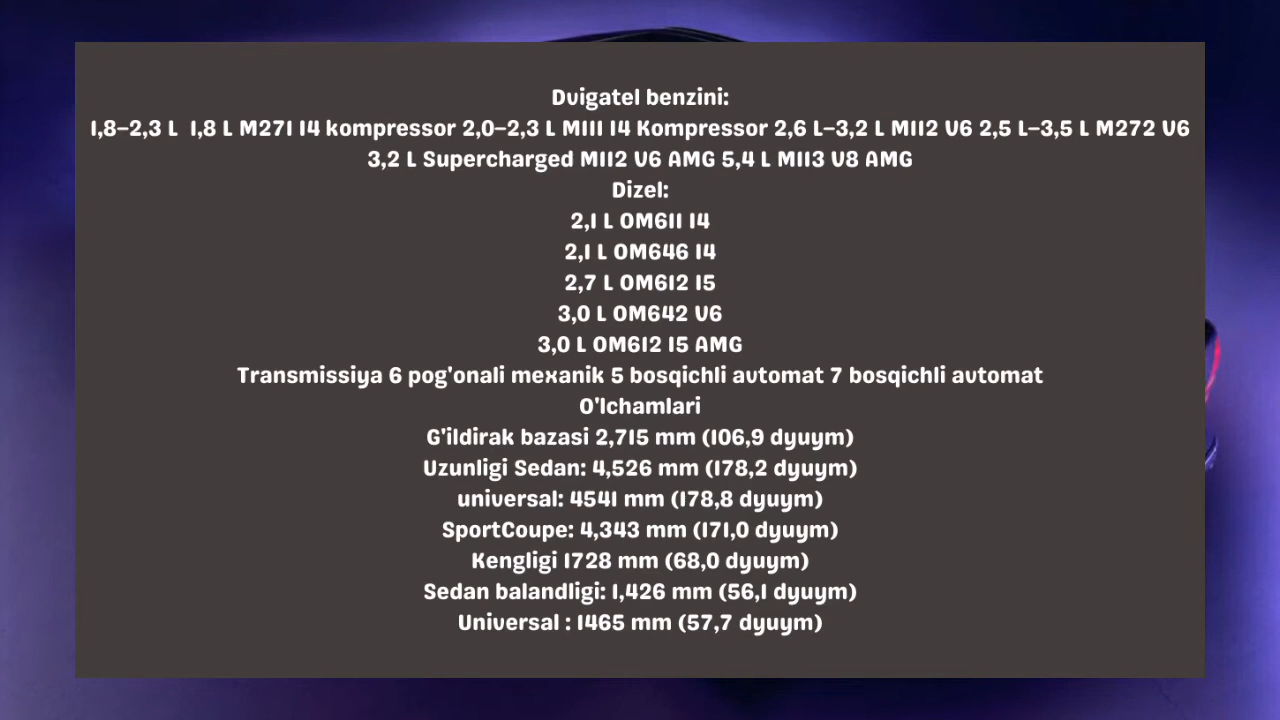 Dvigatel benzini:
1,8–2,3 L 1,8 L M271 I4 kompressor 2,0–2,3 L M111 I4 Kompressor 2,6 L–3,2 L M112 V6 2,5 L–3,5 L M272 V6
3,2 L Supercharged M112 V6 AMG 5,4 L M113 V8 AMG
Dizel:
2,1 L OM611 I4
2,1 L OM646 I4
2,7 L OM612 I5
3,0 L OM642 V6
3,0 L OM612 I5 AMG
Transmissiya 6 pog'onali mexanik 5 bosqichli avtomat 7 bosqichli avtomat
O'lchamlari
G'ildirak bazasi 2,715 mm (106,9 dyuym)
Uzunligi Sedan: 4,526 mm (178,2 dyuym)
universal: 4541 mm (178,8 dyuym)
SportCoupe: 4,343 mm (171,0 dyuym)
Kengligi 1728 mm (68,0 dyuym)
Sedan balandligi: 1,426 mm (56,1 dyuym)
Universal : 1465 mm (57,7 dyuym)